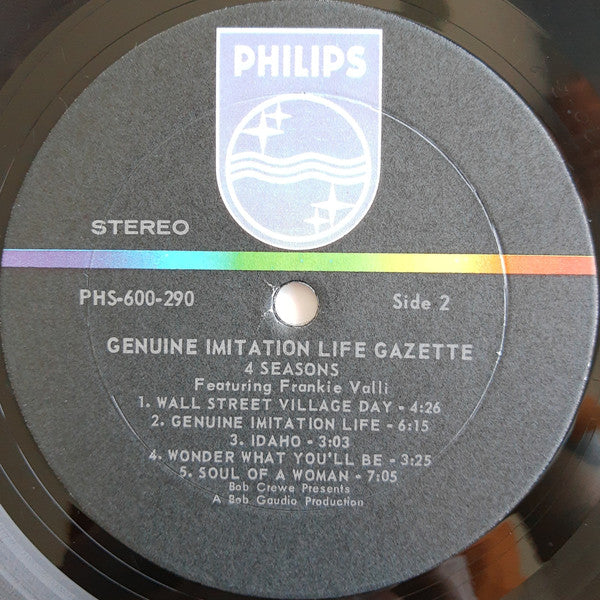 PHILIPS
STEREO
PHS-600-290
Side 2
GENUINE IMITATION LIFE GAZETTE
4 SEASONS
Featuring Frankie Valli
1. WALL STREET VILLAGE DAY - 4:26
2. GENUINE IMITATION LIFE - 6:15
3. IDAHO - 3:03
4. WONDER WHAT YOU'LL BE - 3:25
5. SOUL OF A WOMAN - 7:05
Bob Crewe Presents
A Bob Gaudio Production